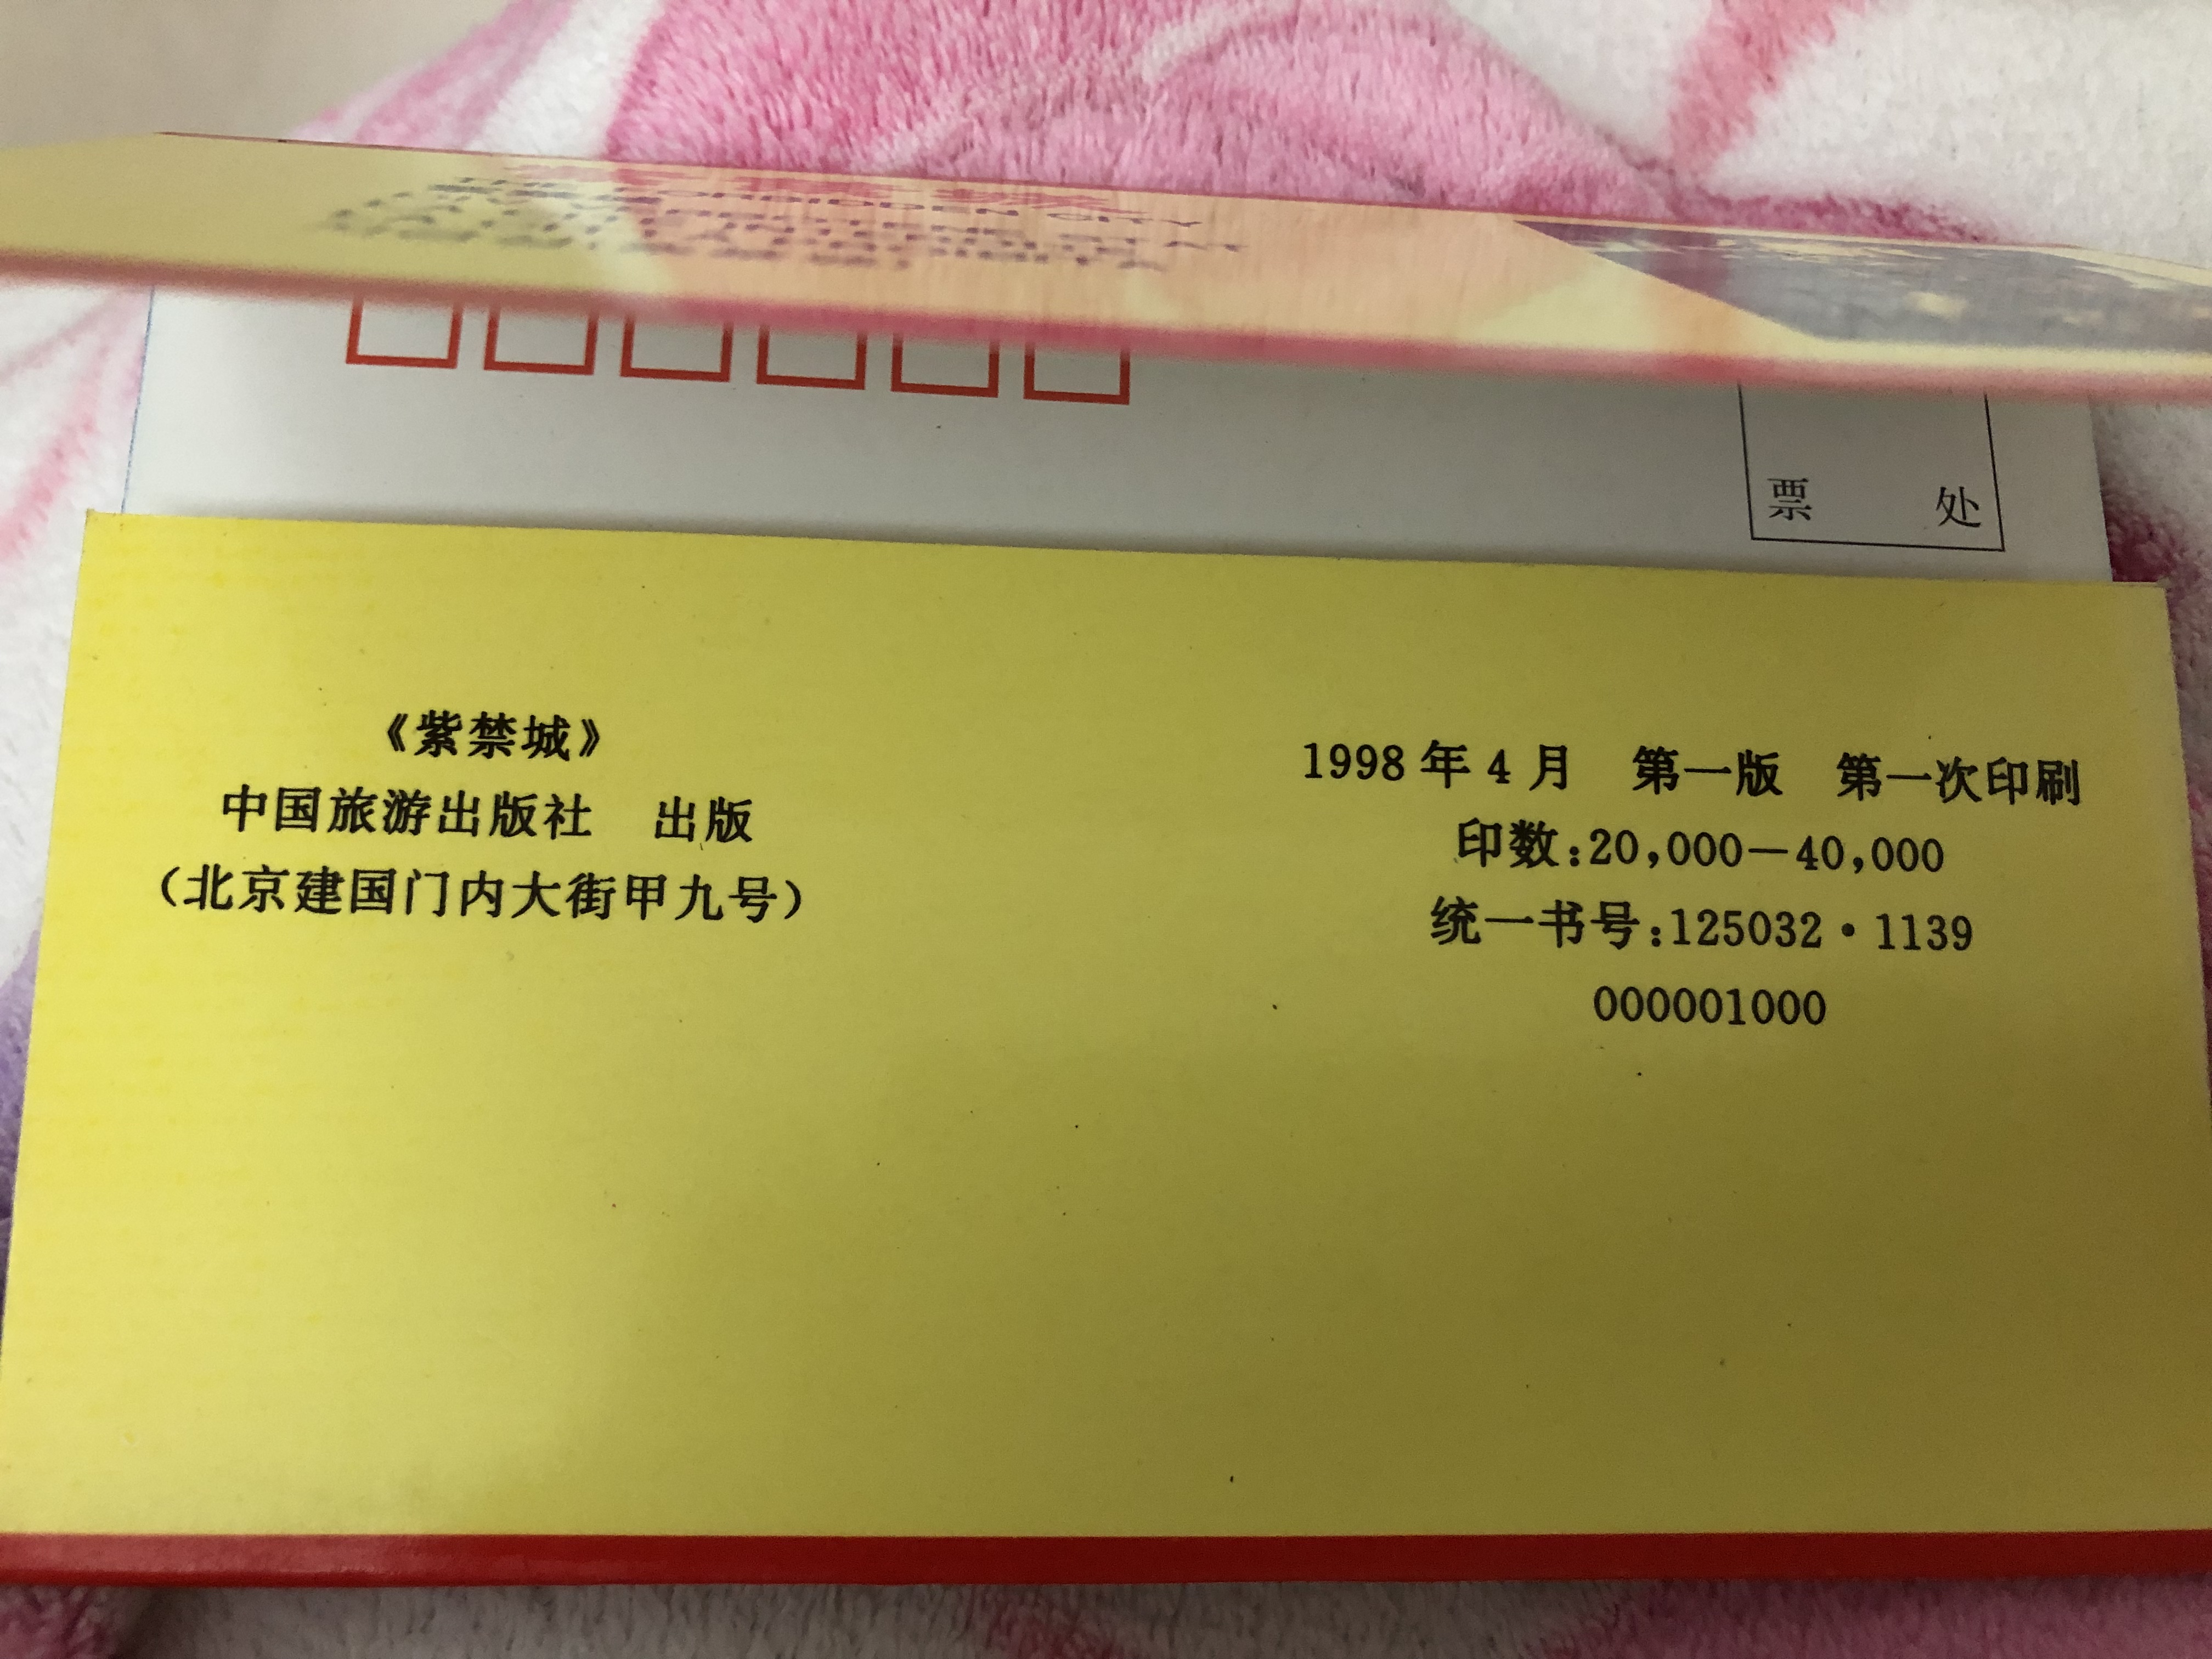 票 处
《紫禁城》
中国旅游出版社 出版
（北京建国门内大街甲九号）
1998年4月 第一版 第一次印刷
印数:20,000—40,000
统一书号:125032·1139
000001000